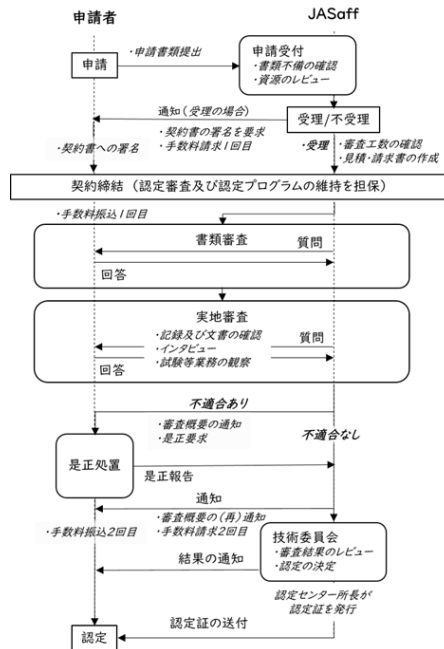 申請者
JASaff
申請
・申請書類提出
申請受付
・書類不備の確認
・資源のレビュー
通知(受理の場合)
・契約書の署名を要求
・手数料請求1回目
受理/不受理
・契約書への署名
・受理
・審査工数の確認
・見積・請求書の作成
契約締結 (認定審査及び認定プログラムの維持を担保)
・手数料振込1回目
書類審査
質問
回答
実地審査
・記録及び文書の確認
・インタビュー
・試験等業務の観察
質問
回答
不適合あり
・審査概要の通知
・是正要求
不適合なし
是正処置
是正報告
通知
・審査概要の(再)通知
・手数料請求2回目
・手数料振込2回目
技術委員会
・審査結果のレビュー
・認定の決定
結果の通知
認定センター所長が
認定証を発行
認定証の送付
認定